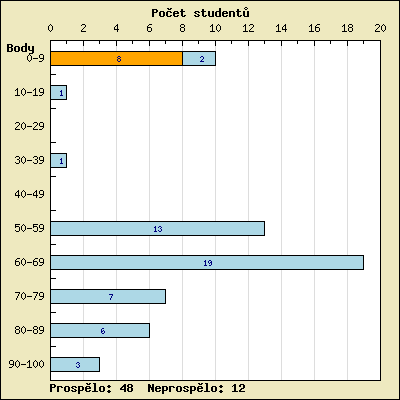 Počet studentů
0 2 4 6 8 10 12 14 16 18 20
Body
0-9 8 2
10-19 1
20-29
30-39 1
40-49
50-59 13
60-69 19
70-79 7
80-89 6
90-100 3
Prospělo: 48 Neprospělo: 12